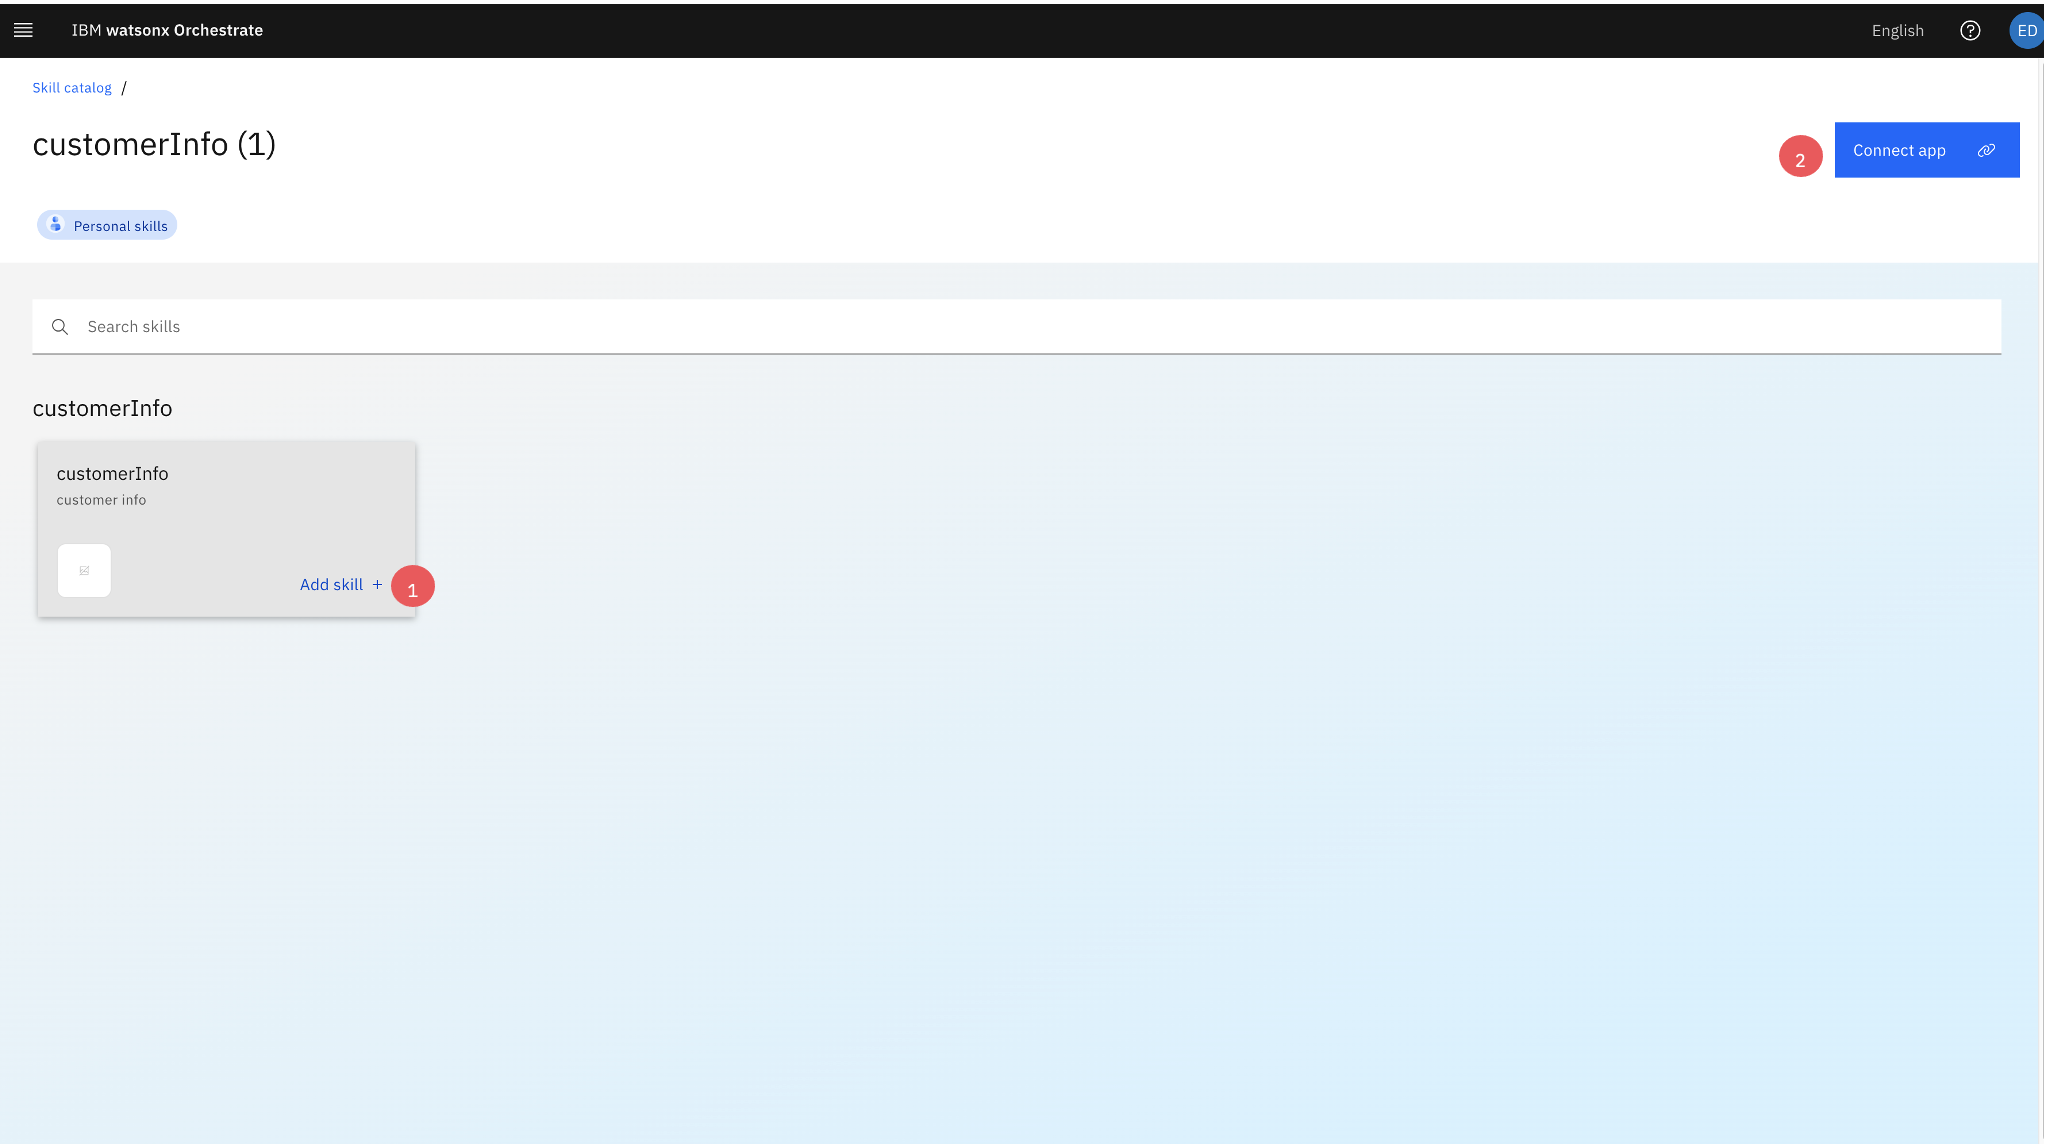 IBM watsonx Orchestrate
English
ED
Skill catalog /
customerInfo (1)
2
Connect app
Personal skills
Search skills
customerInfo
customerInfo
customer info
Add skill +
1